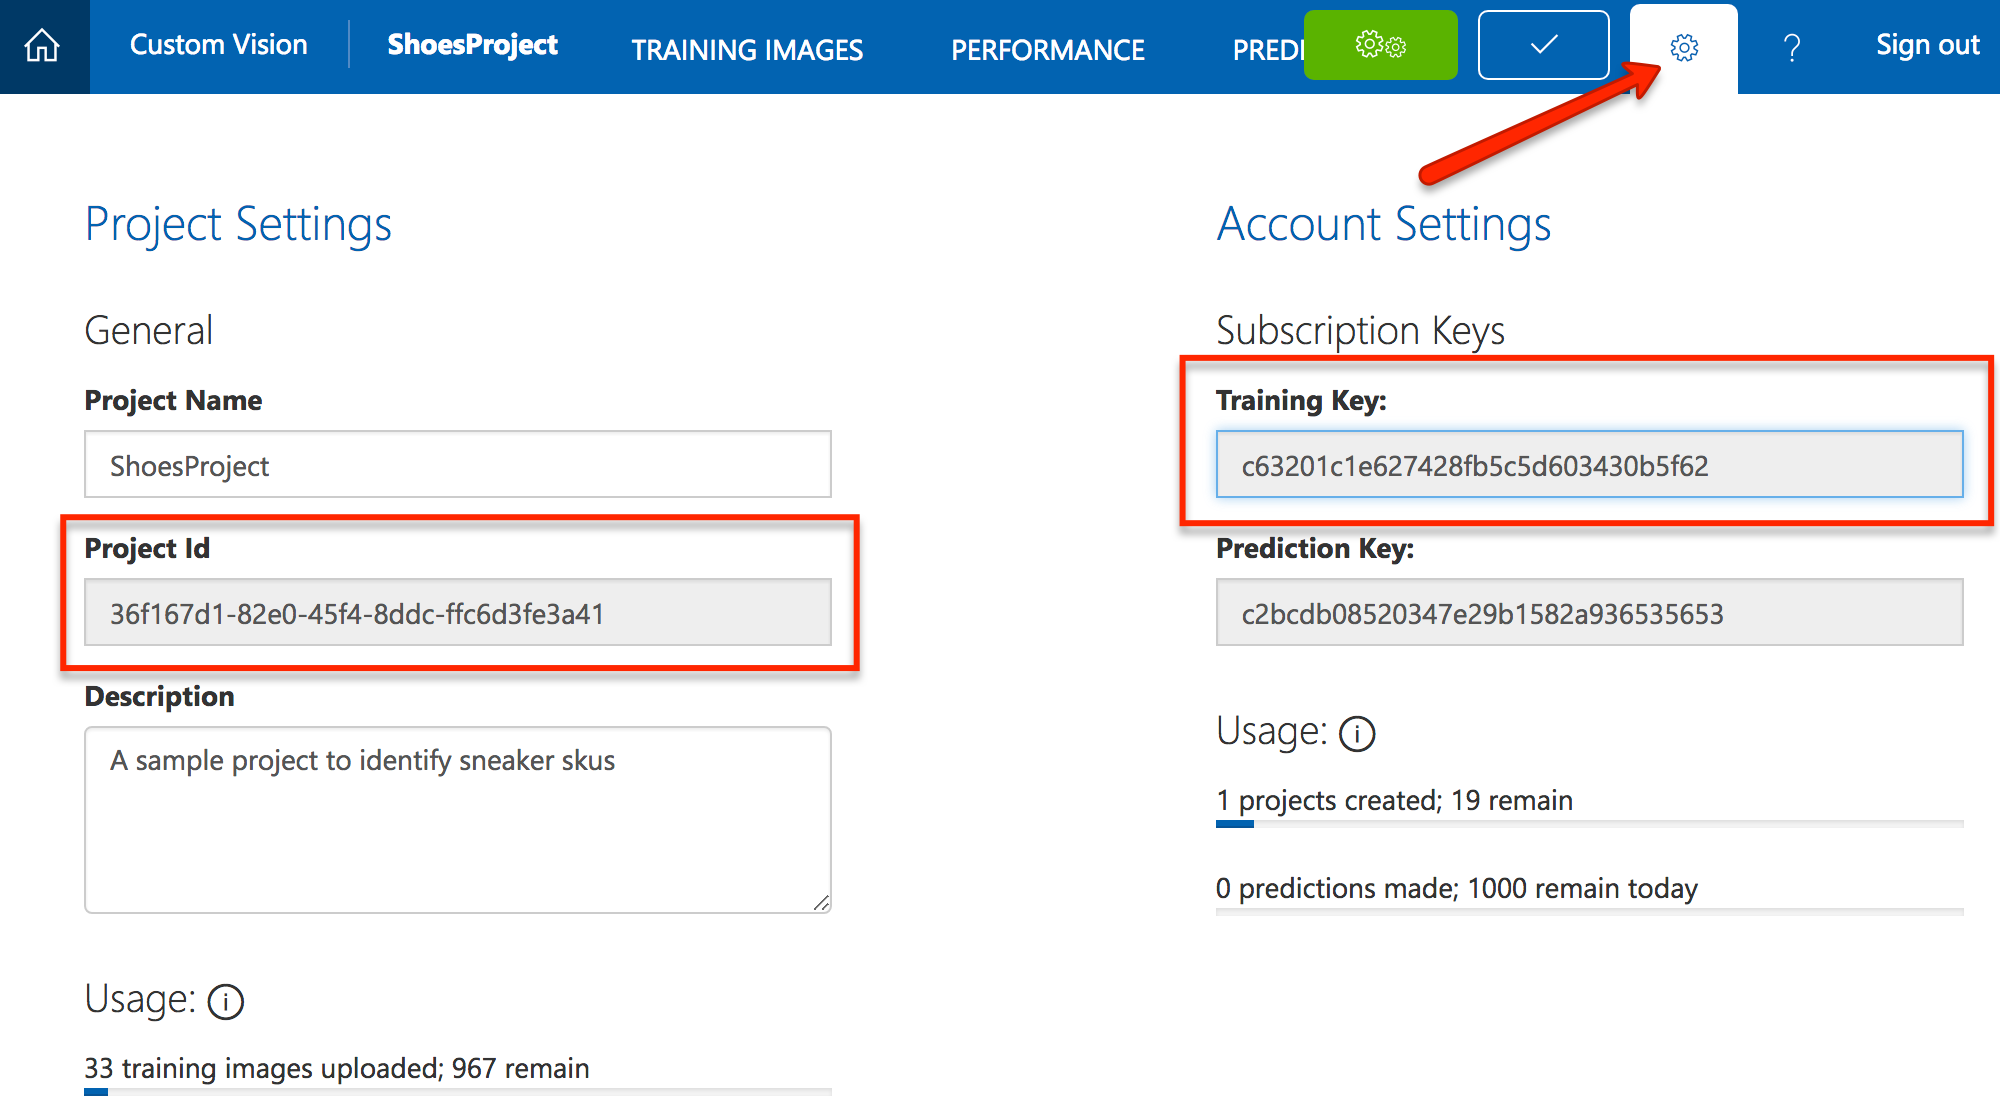 Custom Vision
ShoesProject
TRAINING IMAGES
PERFORMANCE
PREDI
?
Sign out
Project Settings
General
Project Name
ShoesProject
Project Id
36f167d1-82e0-45f4-8ddc-ffc6d3fe3a41
Description
A sample project to identify sneaker skus
Usage: i
33 training images uploaded; 967 remain
Account Settings
Subscription Keys
Training Key:
c63201c1e627428fb5c5d603430b5f62
Prediction Key:
c2bcdb08520347e29b1582a936535653
Usage: i
1 projects created; 19 remain
0 predictions made; 1000 remain today